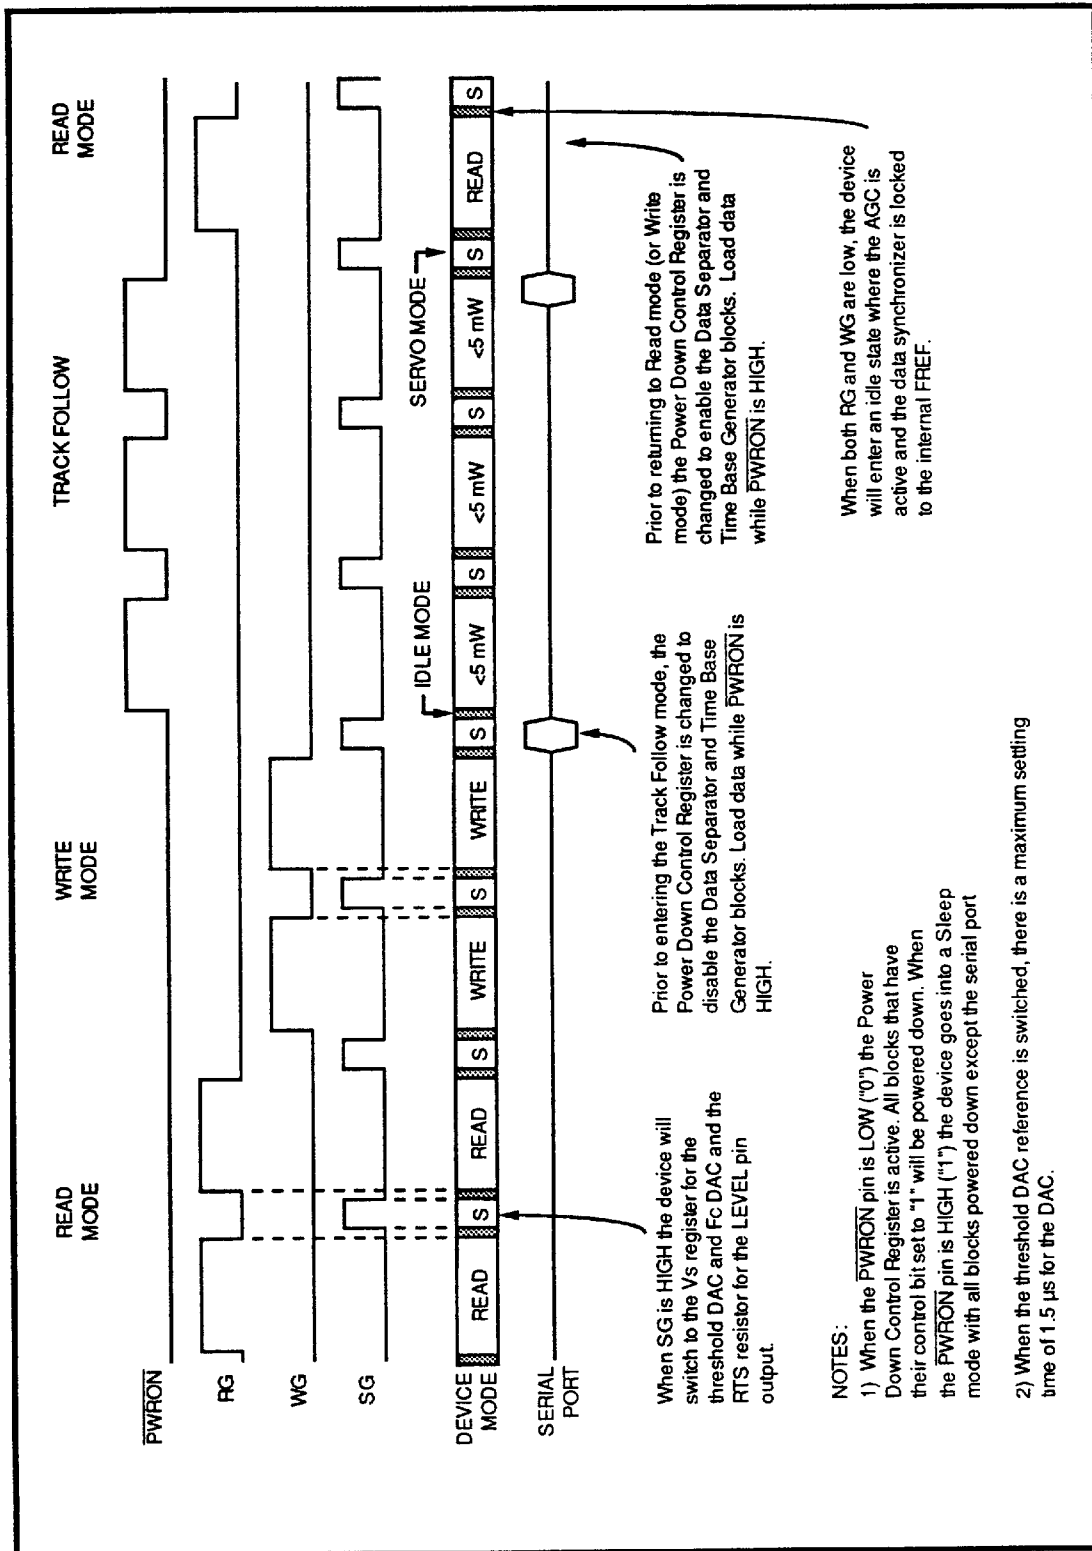 READ
MODE
WRITE
MODE
TRACK FOLLOW
READ
MODE
PWRON
RG
WG
SG
IDLE MODE
SERVO MODE
DEVICE
MODE
READ
S
READ
S
WRITE
S
WRITE
S
<5 mW
S
<5 mW
S
<5 mW
S
READ
S
SERIAL
PORT
When SG is HIGH the device will
switch to the Vs register for the
threshold DAC and Fc DAC and the
RTS resistor for the LEVEL pin
output.
Prior to entering the Track Follow mode, the
Power Down Control Register is changed to
disable the Data Separator and Time Base
Generator blocks. Load data while PWRON is
HIGH.
Prior to returning to Read mode (or Write
mode) the Power Down Control Register is
changed to enable the Data Separator and
Time Base Generator blocks. Load data
while PWRON is HIGH.
When both RG and WG are low, the device
will enter an idle state where the AGC is
active and the data synchronizer is locked
to the internal FREF.
NOTES:
1) When the PWRON pin is LOW ("0") the Power
Down Control Register is active. All blocks that have
their control bit set to "1" will be powered down. When
the PWRON pin is HIGH ("1") the device goes into a Sleep
mode with all blocks powered down except the serial port
2) When the threshold DAC reference is switched, there is a maximum settling
time of 1.5 µs for the DAC.